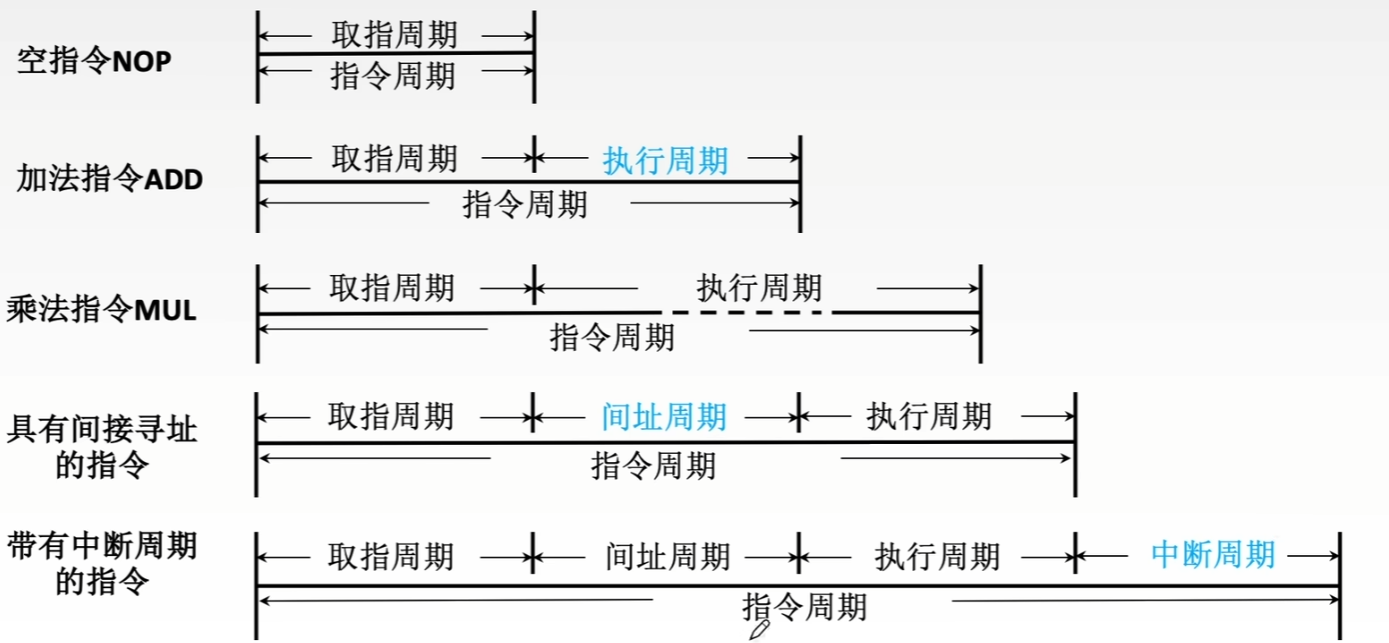 空指令NOP
取指周期
指令周期
加法指令ADD
取指周期 执行周期
指令周期
乘法指令MUL
取指周期 执行周期
指令周期
具有间接寻址
的指令
取指周期 间址周期 执行周期
指令周期
带有中断周期
的指令
取指周期 间址周期 执行周期 中断周期
指令周期